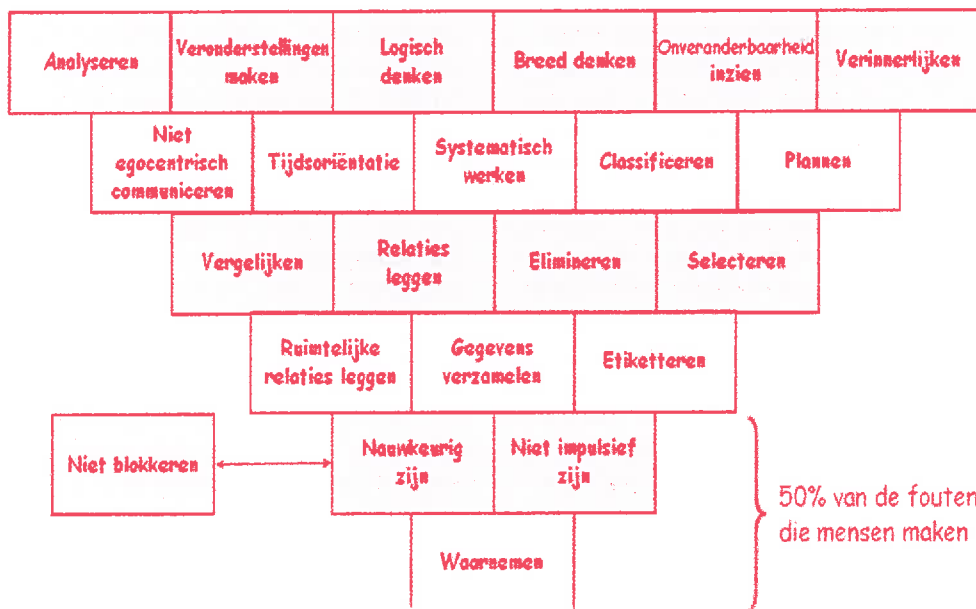 Analyseren
Veronderstellingen
maken
Logisch
denken
Breed denken
Onveranderbaarheid
inzien
Verinnerlijken
Niet
egocentrisch
communiceren
Tijdsoriëntatie
Systematisch
werken
Classificeren
Plannen
Vergelijken
Relaties
leggen
Elimineren
Selecteren
Ruimtelijke
relaties leggen
Gegevens
verzamelen
Etiketteren
Niet blokkeren
Nauwkeurig
zijn
Niet impulsief
zijn
50% van de fouten
die mensen maken
Waarnemen